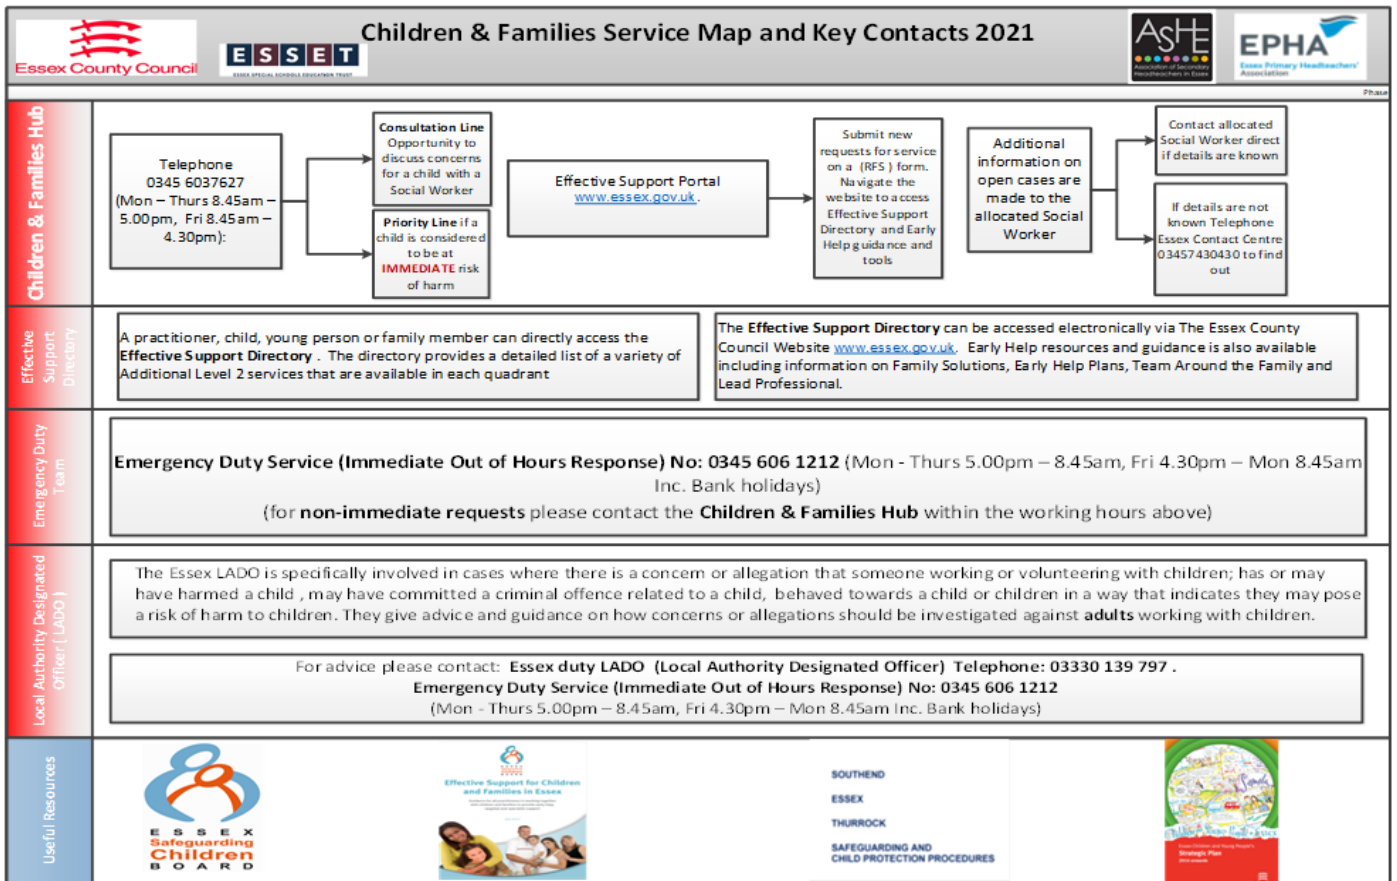 Children & Families Service Map and Key Contacts 2021
Essex County Council
ESSET
ESSEX SPECIAL SCHOOLS EDUCATION TRUST
ASHE
Association of Secondary
Headteachers in Essex
EPHA
Essex Primary Headteachers'
Association
Phase
Children & Families Hub
Telephone
0345 6037627
(Mon – Thurs 8.45am –
5.00pm,  Fri 8.45am –
4.30pm):
Consultation Line
Opportunity to
discuss concerns
for a child with a
Social Worker
Priority Line if a
child is considered
to be at
IMMEDIATE risk
of harm
Effective Support Portal
www.essex.gov.uk .
Submit new
requests for service
on a  (RFS ) form.
Navigate the
website to access
Effective Support
Directory  and Early
Help guidance and
tools
Additional
information on
open cases are
made to the
allocated Social
Worker
Contact allocated
Social Worker direct
if details are known
If details are not
known Telephone
Essex Contact Centre
03457430430 to find
out
Effective
Support
Directory
A practitioner, child, young person or family member can directly access the
Effective Support Directory .  The directory provides a detailed list of a variety of
Additional Level 2 services that are available in each quadrant
The Effective Support Directory can be accessed electronically via The Essex County
Council Website www.essex.gov.uk.  Early Help resources and guidance is also available
including information on Family Solutions, Early Help Plans, Team Around the Family and
Lead Professional.
Emergency Duty
Team
Emergency Duty Service (Immediate Out of Hours Response) No: 0345 606 1212 (Mon - Thurs 5.00pm – 8.45am, Fri 4.30pm – Mon 8.45am
Inc. Bank holidays)
(for non-immediate requests please contact the Children & Families Hub within the working hours above)
Local Authority Designated
Officer ( LADO )
The Essex LADO is specifically involved in cases where there is a concern or allegation that someone working or volunteering with children; has or may
have harmed a child , may have committed a criminal offence related to a child,  behaved towards a child or children in a way that indicates they may pose
a risk of harm to children. They give advice and guidance on how concerns or allegations should be investigated against adults working with children.
For advice please contact:  Essex duty LADO  (Local Authority Designated Officer)  Telephone: 03330 139 797 .
Emergency Duty Service (Immediate Out of Hours Response) No: 0345 606 1212
(Mon - Thurs 5.00pm – 8.45am, Fri 4.30pm – Mon 8.45am Inc. Bank holidays)
Useful Resources
ESSEX
Safeguarding
Children
BOARD
Effective Support for Children
and Families in Essex
SOUTHEND
ESSEX
THURROCK
SAFEGUARDING AND
CHILD PROTECTION PROCEDURES
Essex Children and Young People's
Strategic Plan
2016 onwards